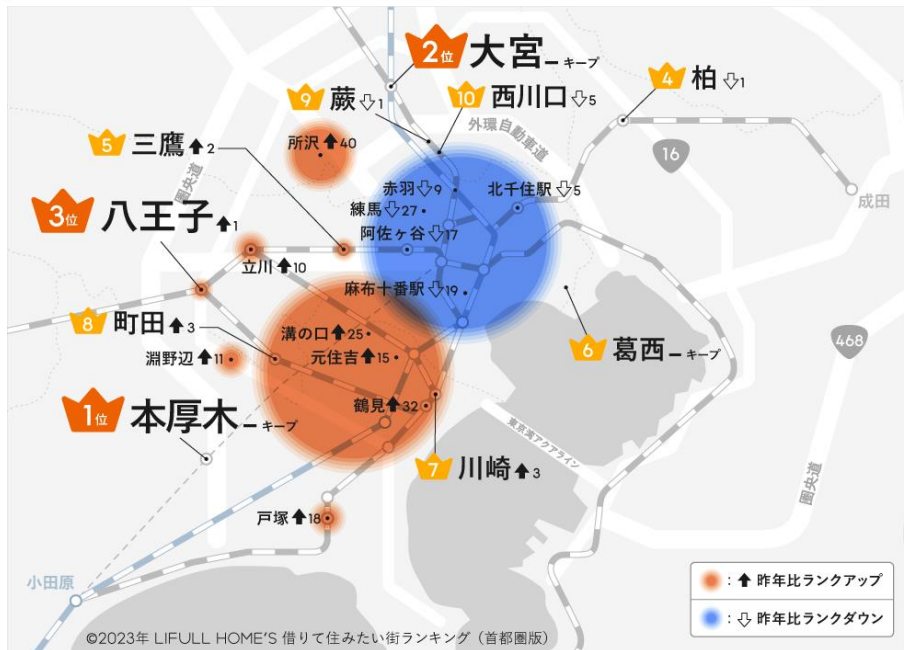 2位 大宮 ー キープ
4 柏 ⇩1
9 蕨 ⇩1
10 西川口 ⇩5
外環自動車道
16
5 三鷹 ⬆2
所沢 ⬆40
圏央道
赤羽 ⇩9
北千住駅 ⇩5
成田
3位 八王子 ⬆1
練馬 ⇩27
阿佐ヶ谷 ⇩17
立川 ⬆10
麻布十番駅 ⇩19
8 町田 ⬆3
溝の口 ⬆25
6 葛西 ー キープ
468
淵野辺 ⬆11
元住吉 ⬆15
1位 本厚木 ー キープ
鶴見 ⬆32
東京湾アクアライン
7 川崎 ⬆3
圏央道
戸塚 ⬆18
小田原
: ⬆ 昨年比ランクアップ
: ⇩ 昨年比ランクダウン
©2023年 LIFULL HOME'S 借りて住みたい街ランキング（首都圏版）